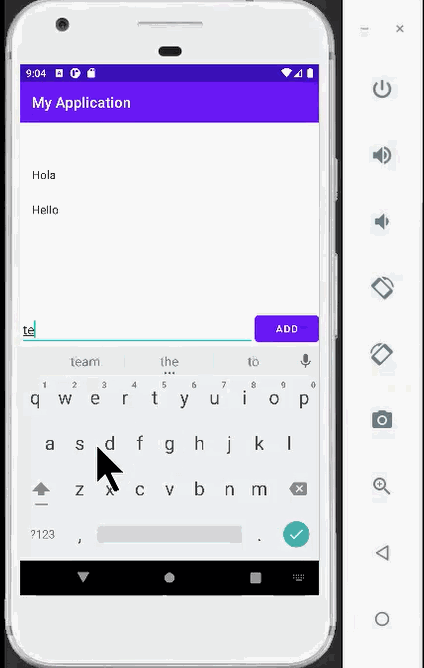 9:04
My Application
Hola
Hello
te
ADD
team the to
1 2 3 4 5 6 7 8 9 0
q w e r t y u i o p
a s d f g h j k l
z x c v b n m
?123 , .